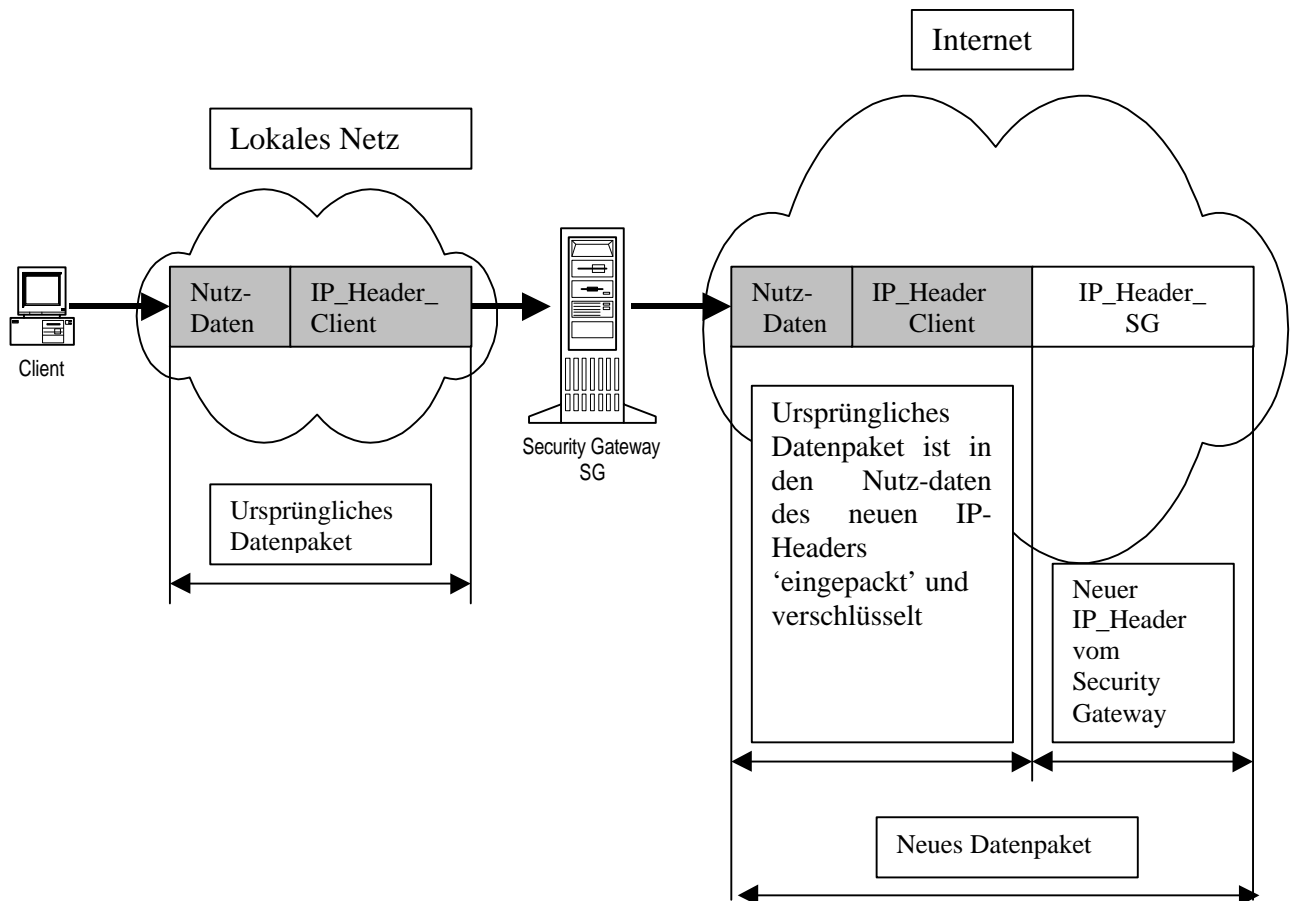 Internet
Lokales Netz
Nutz-
Daten
IP_Header_
Client
Client
Security Gateway
SG
Nutz-
Daten
IP_Header
Client
IP_Header_
SG
Ursprüngliches
Datenpaket
Ursprüngliches
Datenpaket ist in
den Nutz-daten
des neuen IP-
Headers
‘eingepackt’ und
verschlüsselt
Neuer
IP_Header
vom
Security
Gateway
Neues Datenpaket